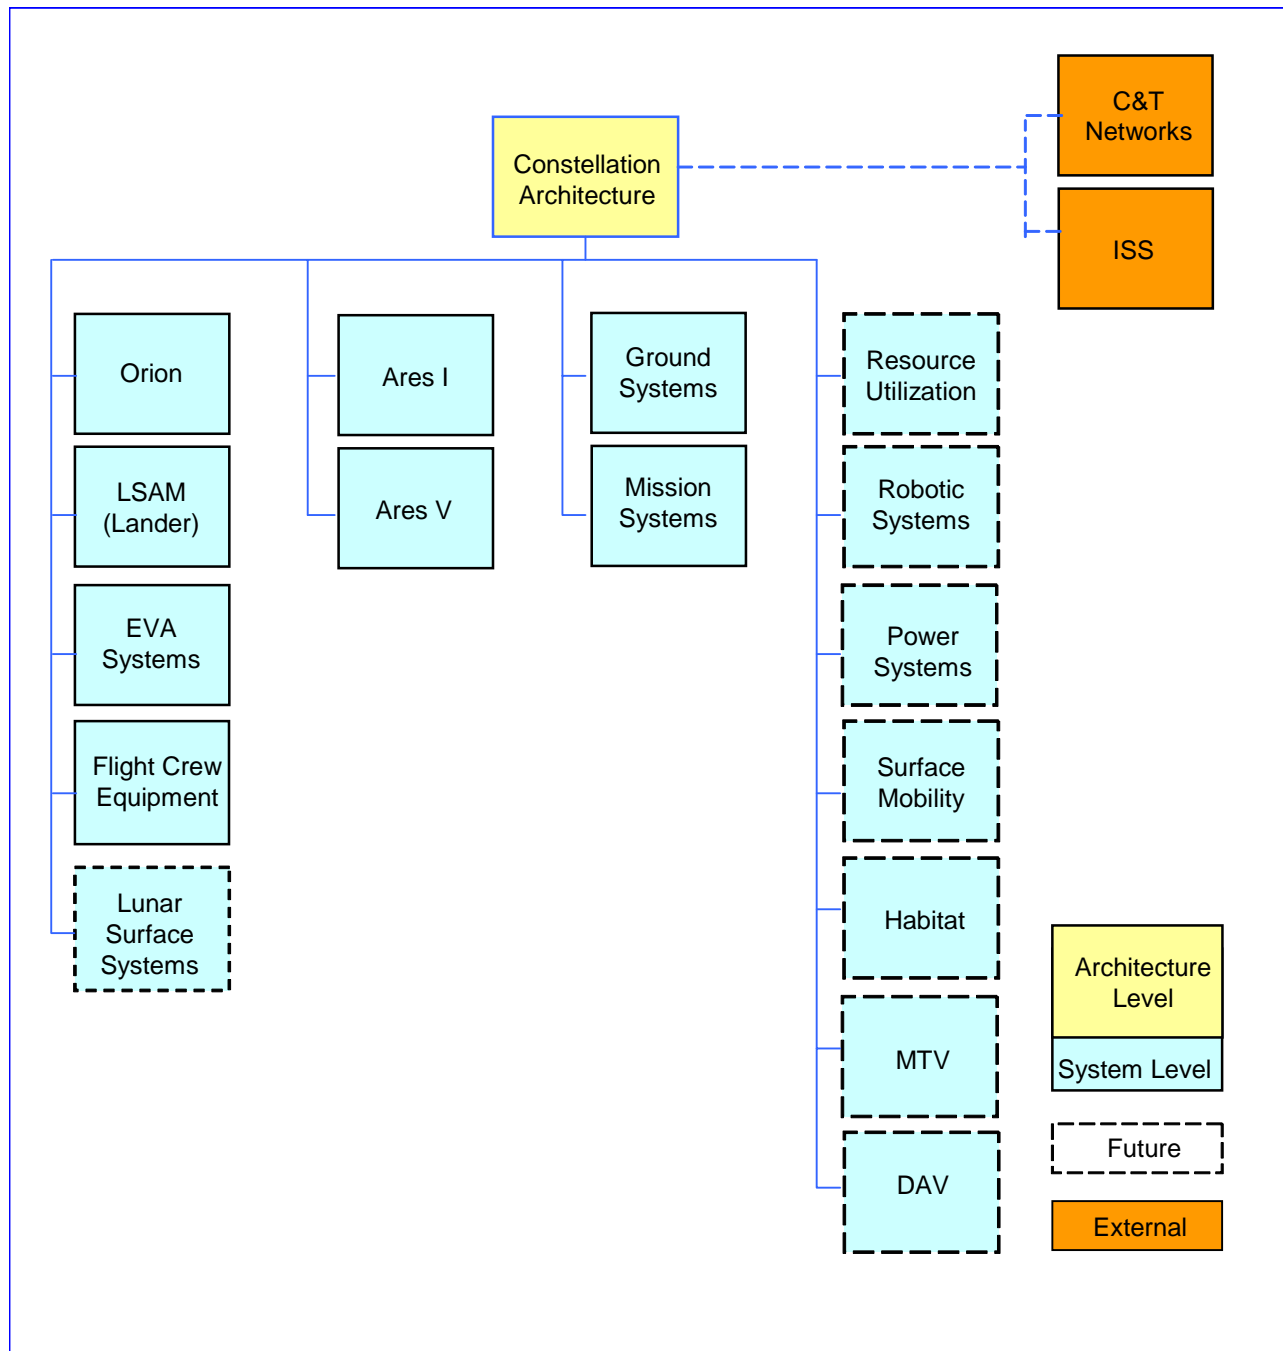 C&T
Networks
Constellation
Architecture
ISS
Orion
LSAM
(Lander)
EVA
Systems
Flight Crew
Equipment
Lunar
Surface
Systems
Ares I
Ares V
Ground
Systems
Mission
Systems
Resource
Utilization
Robotic
Systems
Power
Systems
Surface
Mobility
Habitat
MTV
DAV
Architecture
Level
System Level
Future
External